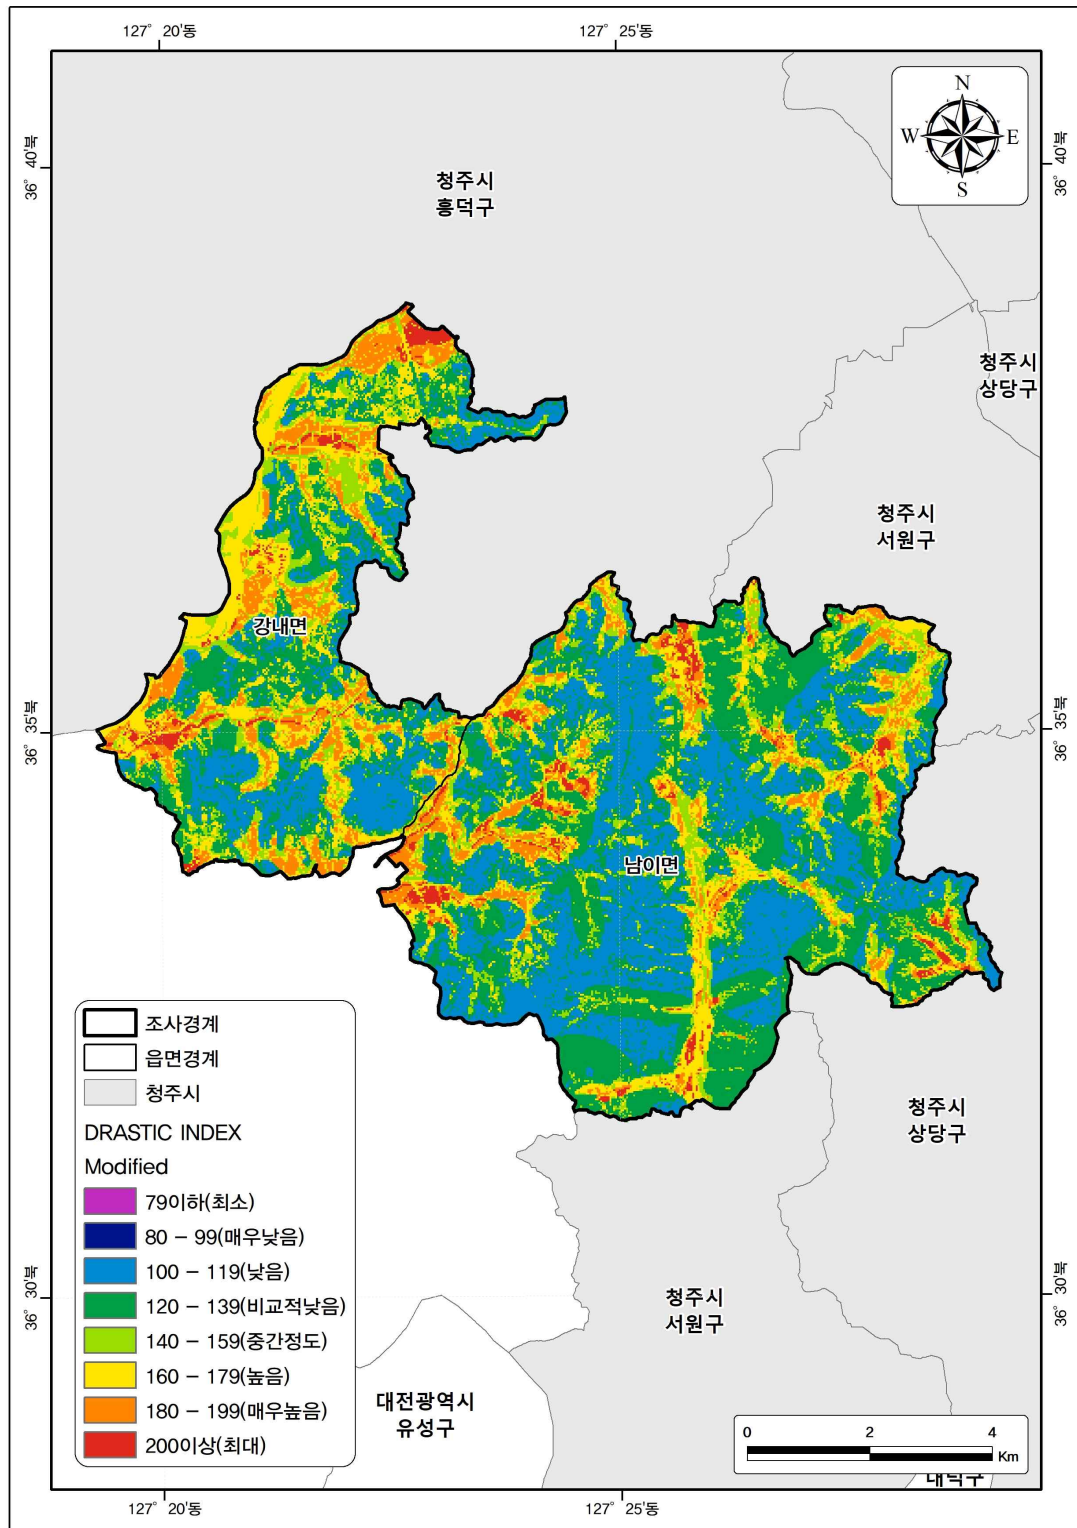 127° 20'동
127° 25'동
36° 40'북
36° 40'북
N
W
E
S
청주시
흥덕구
청주시
상당구
청주시
서원구
강내면
36° 35'북
36° 35'북
남이면
조사경계
읍면경계
청주시
DRASTIC INDEX
Modified
79이하(최소)
80 - 99(매우낮음)
100 - 119(낮음)
120 - 139(비교적낮음)
140 - 159(중간정도)
160 - 179(높음)
180 - 199(매우높음)
200이상(최대)
청주시
상당구
36° 30'북
36° 30'북
청주시
서원구
대전광역시
유성구
0
2
4
Km
대덕구
127° 20'동
127° 25'동